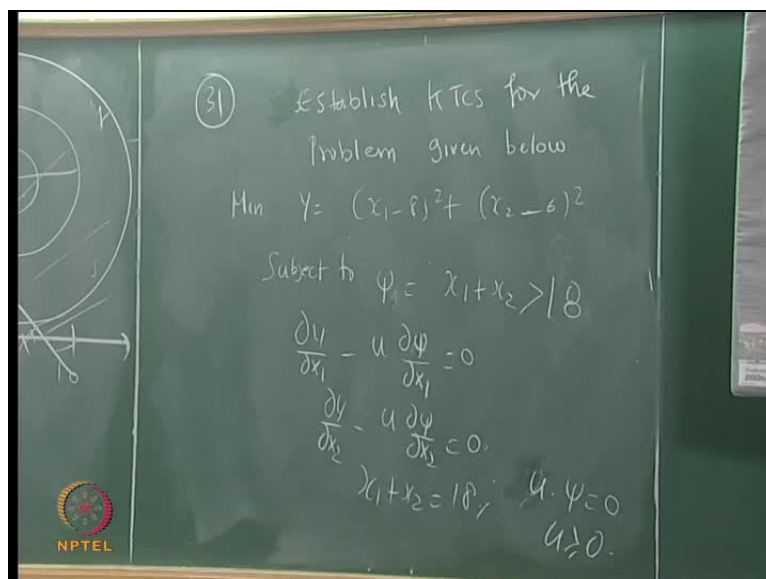 31 Establish KTCS for the
Problem given below
Min Y = (x₁-8)² + (x₂-6)²
Subject to ψ = x₁+x₂ > 18
∂y/∂x₁ - u ∂ψ/∂x₁ = 0
∂y/∂x₂ - u ∂ψ/∂x₂ = 0.
x₁+x₂ = 18, u.ψ = 0
u ≥ 0.
NPTEL